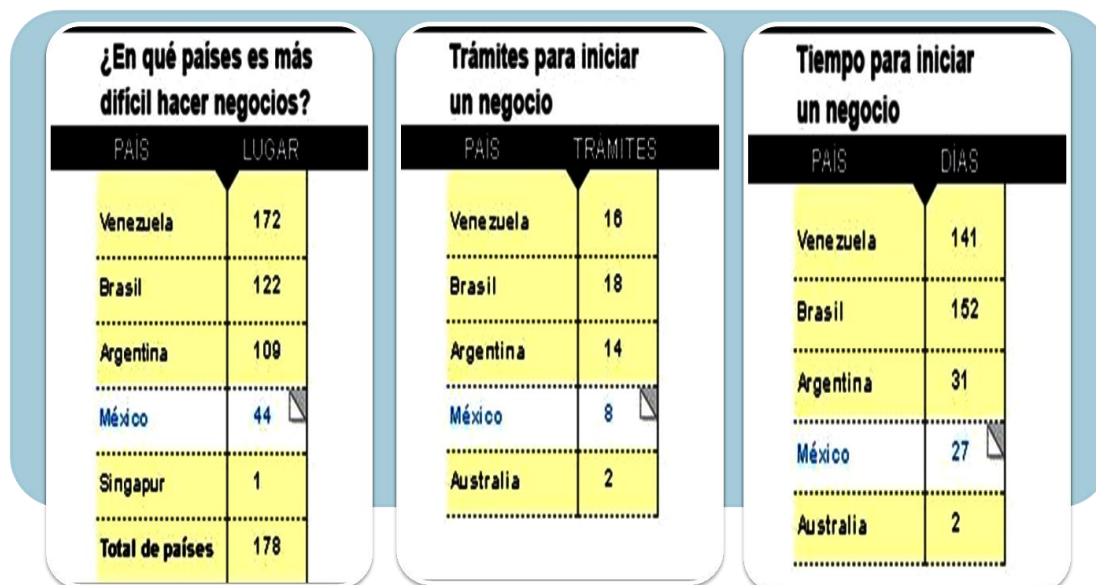 ¿En qué países es más
difícil hacer negocios?
PAÍS LUGAR
Venezuela 172
Brasil 122
Argentina 109
México 44
Singapur 1
Total de países 178
Trámites para iniciar
un negocio
PAÍS TRÁMITES
Venezuela 16
Brasil 18
Argentina 14
México 8
Australia 2
Tiempo para iniciar
un negocio
PAÍS DÍAS
Venezuela 141
Brasil 152
Argentina 31
México 27
Australia 2